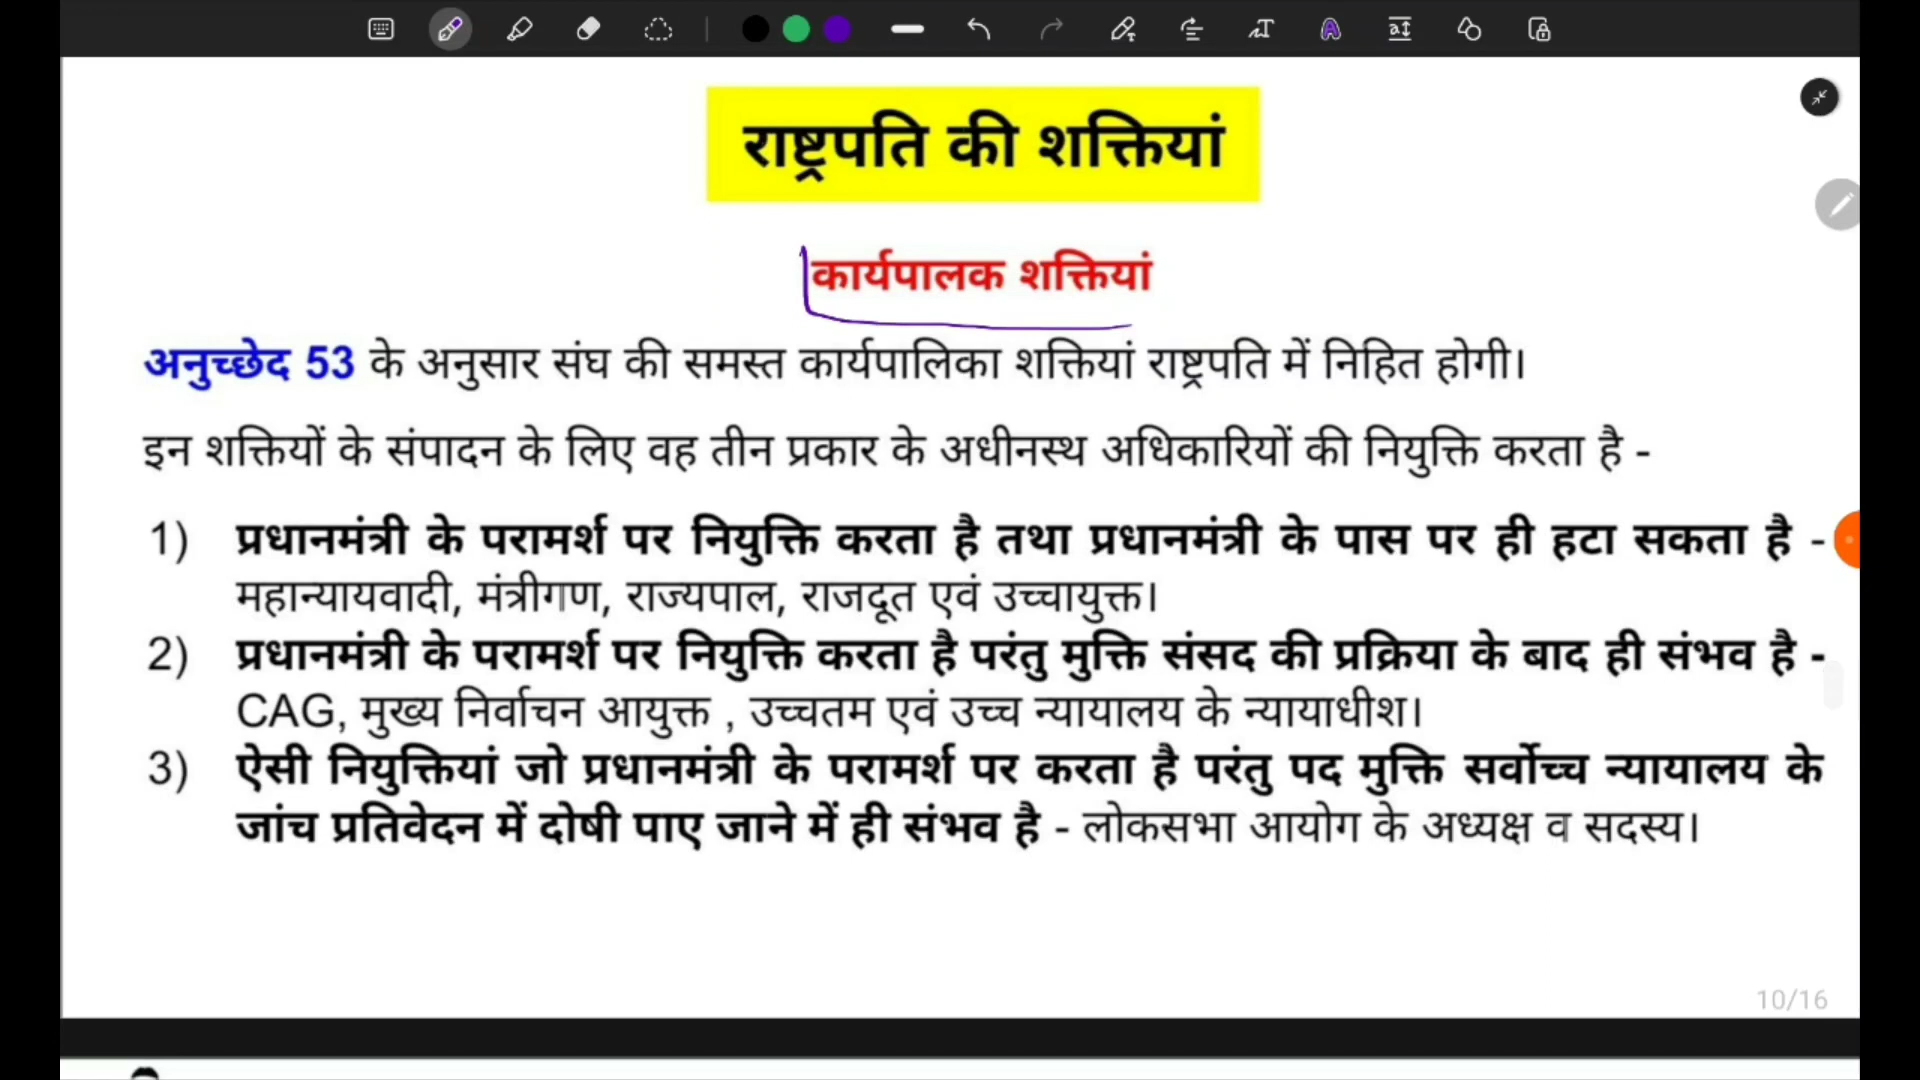 राष्ट्रपति की शक्तियां
कार्यपालक शक्तियां
अनुच्छेद 53 के अनुसार संघ की समस्त कार्यपालिका शक्तियां राष्ट्रपति में निहित होगी।
इन शक्तियों के संपादन के लिए वह तीन प्रकार के अधीनस्थ अधिकारियों की नियुक्ति करता है -
1) प्रधानमंत्री के परामर्श पर नियुक्ति करता है तथा प्रधानमंत्री के पास पर ही हटा सकता है -
महान्यायवादी, मंत्रीगण, राज्यपाल, राजदूत एवं उच्चायुक्त।
2) प्रधानमंत्री के परामर्श पर नियुक्ति करता है परंतु मुक्ति संसद की प्रक्रिया के बाद ही संभव है -
CAG, मुख्य निर्वाचन आयुक्त , उच्चतम एवं उच्च न्यायालय के न्यायाधीश।
3) ऐसी नियुक्तियां जो प्रधानमंत्री के परामर्श पर करता है परंतु पद मुक्ति सर्वोच्च न्यायालय के
जांच प्रतिवेदन में दोषी पाए जाने में ही संभव है - लोकसभा आयोग के अध्यक्ष व सदस्य।
10/16